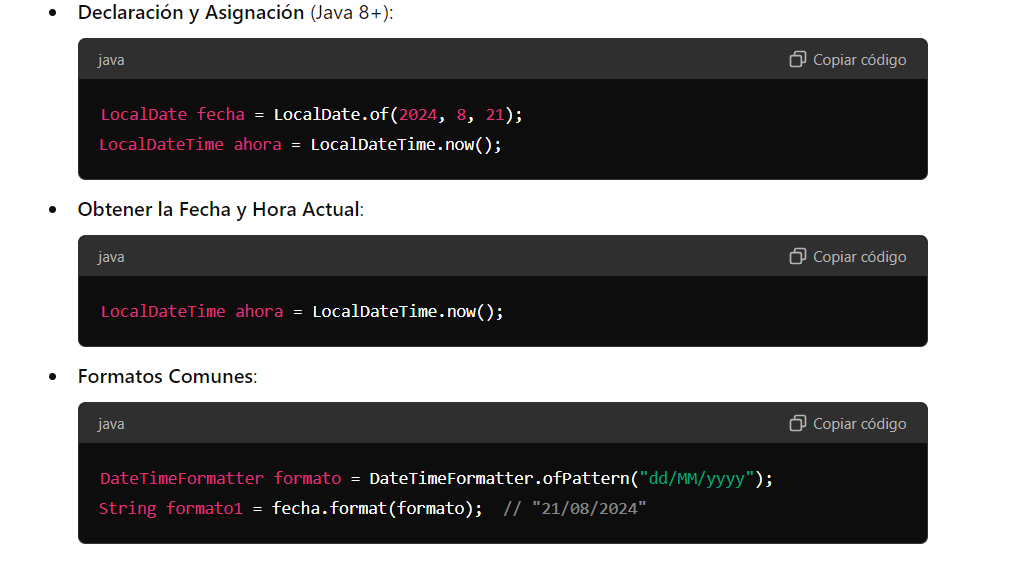 Declaración y Asignación (Java 8+):
java
Copiar código
LocalDate fecha = LocalDate.of(2024, 8, 21);
LocalDateTime ahora = LocalDateTime.now();
Obtener la Fecha y Hora Actual:
java
Copiar código
LocalDateTime ahora = LocalDateTime.now();
Formatos Comunes:
java
Copiar código
DateTimeFormatter formato = DateTimeFormatter.ofPattern("dd/MM/yyyy");
String formato1 = fecha.format(formato);  // "21/08/2024"